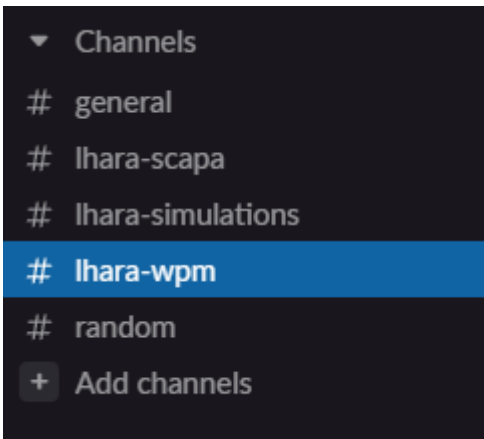 Channels
# general
# lhara-scapa
# lhara-simulations
# lhara-wpm
# random
+ Add channels